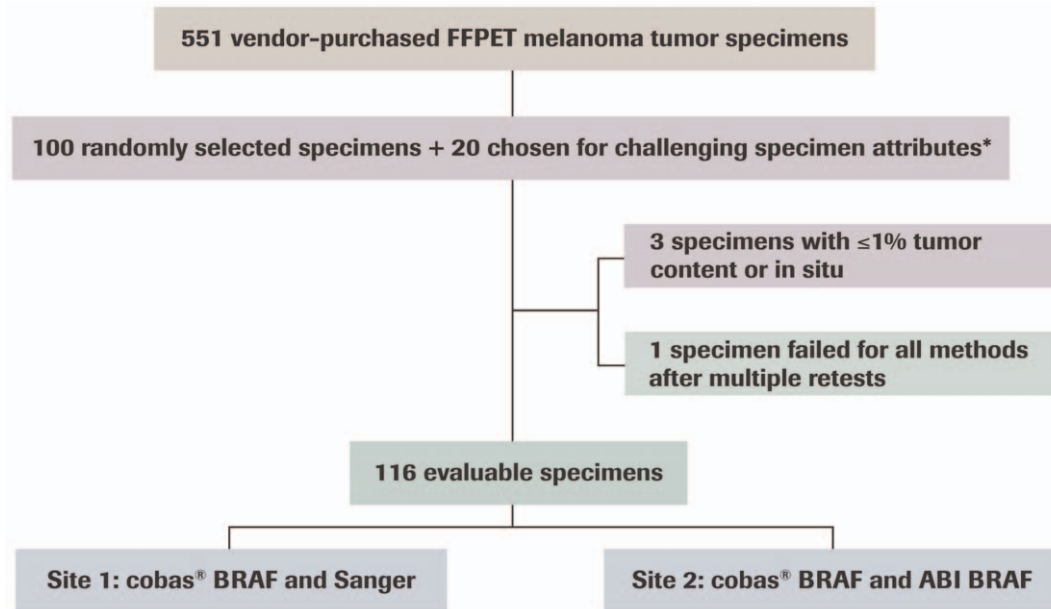 551 vendor-purchased FFPET melanoma tumor specimens
100 randomly selected specimens + 20 chosen for challenging specimen attributes*
3 specimens with ≤1% tumor
content or in situ
1 specimen failed for all methods
after multiple retests
116 evaluable specimens
Site 1: cobas® BRAF and Sanger
Site 2: cobas® BRAF and ABI BRAF